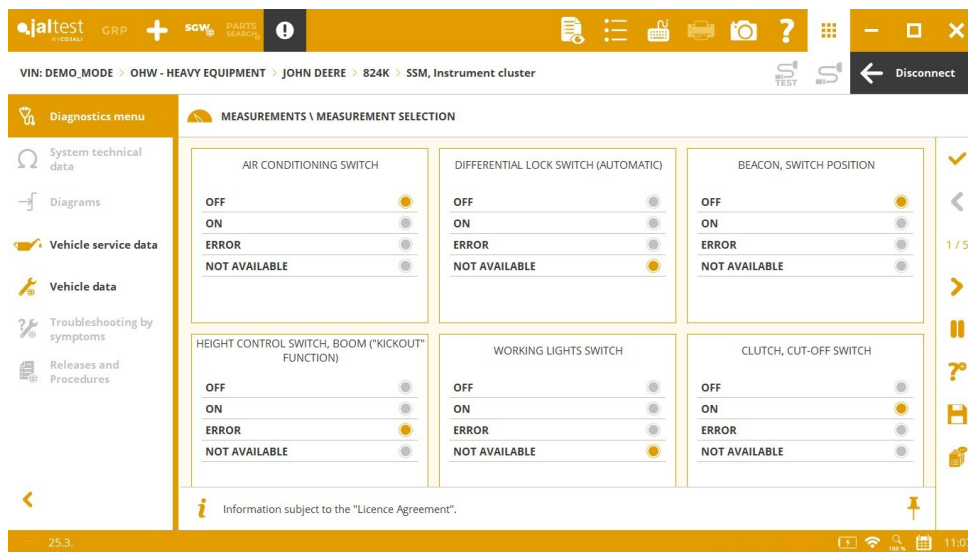 jaltest
BY COJALI
GRP
SGW
PARTS
SEARCH
VIN: DEMO_MODE > OHW - HEAVY EQUIPMENT > JOHN DEERE > 824K > SSM, Instrument cluster
TEST
Disconnect
Diagnostics menu
MEASUREMENTS \ MEASUREMENT SELECTION
System technical
data
Diagrams
Vehicle service data
Vehicle data
Troubleshooting by
symptoms
Releases and
Procedures
AIR CONDITIONING SWITCH
OFF
ON
ERROR
NOT AVAILABLE
DIFFERENTIAL LOCK SWITCH (AUTOMATIC)
OFF
ON
ERROR
NOT AVAILABLE
BEACON, SWITCH POSITION
OFF
ON
ERROR
NOT AVAILABLE
1 / 5
HEIGHT CONTROL SWITCH, BOOM ("KICKOUT"
FUNCTION)
OFF
ON
ERROR
NOT AVAILABLE
WORKING LIGHTS SWITCH
OFF
ON
ERROR
NOT AVAILABLE
CLUTCH, CUT-OFF SWITCH
OFF
ON
ERROR
NOT AVAILABLE
Information subject to the "Licence Agreement".
25.3.
100 %